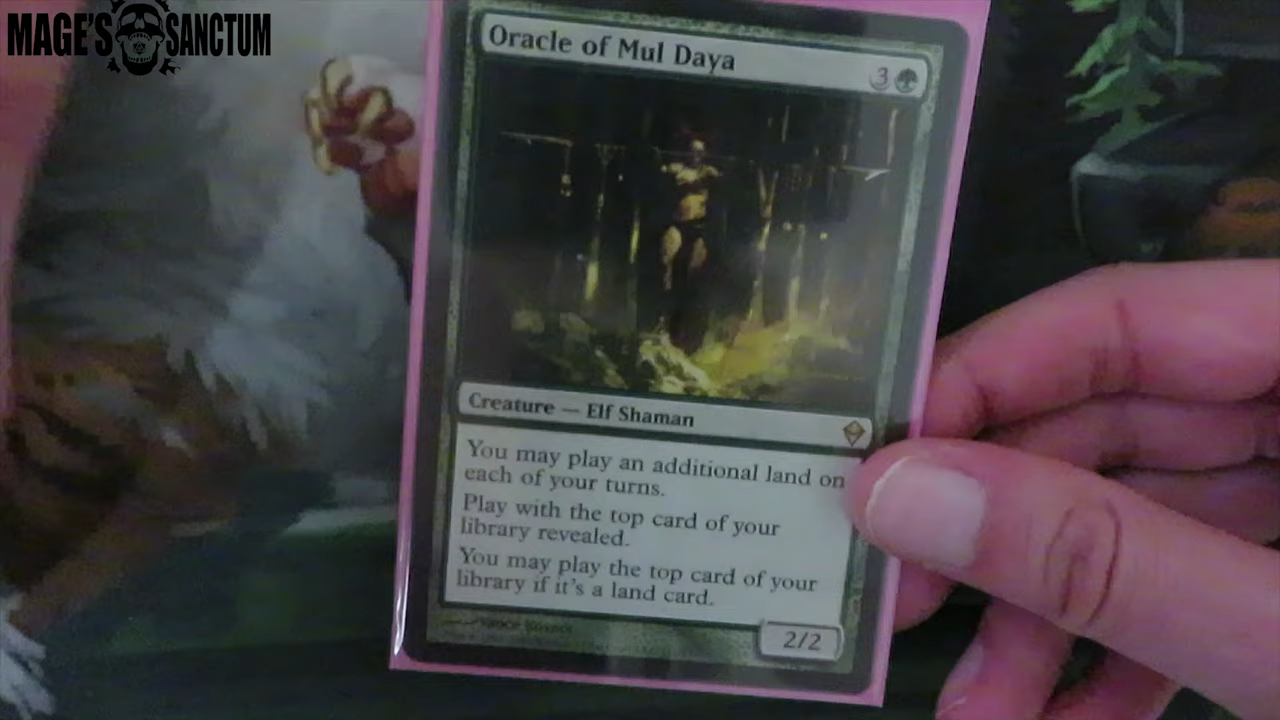 MAGE'S SANCTUM
Oracle of Mul Daya
3
Creature — Elf Shaman
You may play an additional land on
each of your turns.
Play with the top card of your
library revealed.
You may play the top card of your
library if it's a land card.
2/2